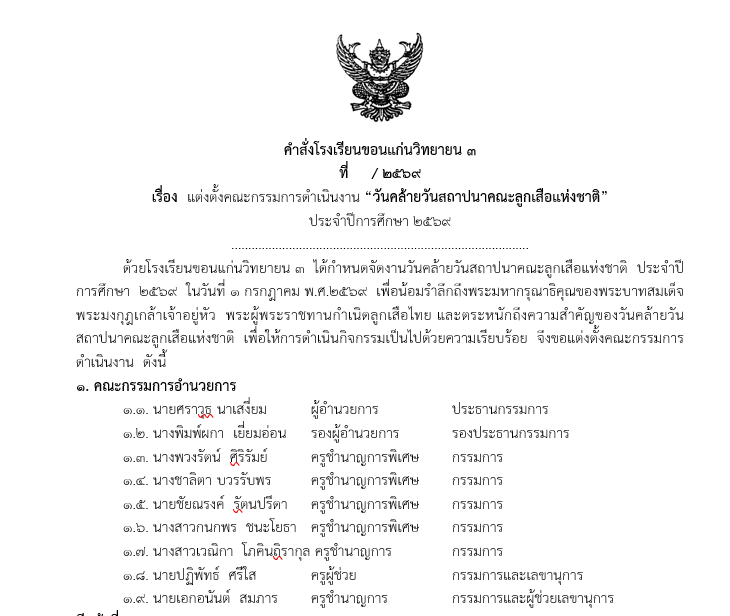 คำสั่งโรงเรียนขอนแก่นวิทยายน ๓
ที่ / ๒๕๖๙
เรื่อง แต่งตั้งคณะกรรมการดำเนินงาน “วันคล้ายวันสถาปนาคณะลูกเสือแห่งชาติ”
ประจำปีการศึกษา ๒๕๖๙
........................................................................................
ด้วยโรงเรียนขอนแก่นวิทยายน ๓ ได้กำหนดจัดงานวันคล้ายวันสถาปนาคณะลูกเสือแห่งชาติ ประจำปี
การศึกษา ๒๕๖๙ ในวันที่ ๑ กรกฎาคม พ.ศ.๒๕๖๙ เพื่อน้อมรำลึกถึงพระมหากรุณาธิคุณของพระบาทสมเด็จ
พระมงกุฎเกล้าเจ้าอยู่หัว พระผู้พระราชทานกำเนิดลูกเสือไทย และตระหนักถึงความสำคัญของวันคล้ายวัน
สถาปนาคณะลูกเสือแห่งชาติ เพื่อให้การดำเนินกิจกรรมเป็นไปด้วยความเรียบร้อย จึงขอแต่งตั้งคณะกรรมการ
ดำเนินงาน ดังนี้
๑. คณะกรรมการอำนวยการ
๑.๑. นายศราวุธ นาเสงี่ยม ผู้อำนวยการ ประธานกรรมการ
๑.๒. นางพิมพ์ผกา เยี่ยมอ่อน รองผู้อำนวยการ รองประธานกรรมการ
๑.๓. นางพวงรัตน์ ศิริรัมย์ ครูชำนาญการพิเศษ กรรมการ
๑.๔. นางชาลิตา บวรรับพร ครูชำนาญการพิเศษ กรรมการ
๑.๕. นายชัยณรงค์ รัตนปรีดา ครูชำนาญการพิเศษ กรรมการ
๑.๖. นางสาวกนกพร ชนะโยธา ครูชำนาญการพิเศษ กรรมการ
๑.๗. นางสาวเวณิกา โภคินถิรากุล ครูชำนาญการ กรรมการ
๑.๘. นายปฏิพัทธ์ ศรีใส ครูผู้ช่วย กรรมการและเลขานุการ
๑.๙. นายเอกอนันต์ สมภาร ครูชำนาญการ กรรมการและผู้ช่วยเลขานุการ